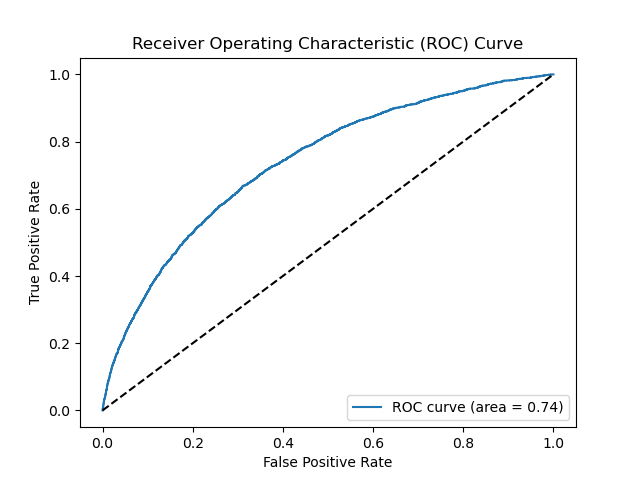 Receiver Operating Characteristic (ROC) Curve
True Positive Rate
1.0
0.8
0.6
0.4
0.2
0.0
0.0 0.2 0.4 0.6 0.8 1.0
False Positive Rate
ROC curve (area = 0.74)